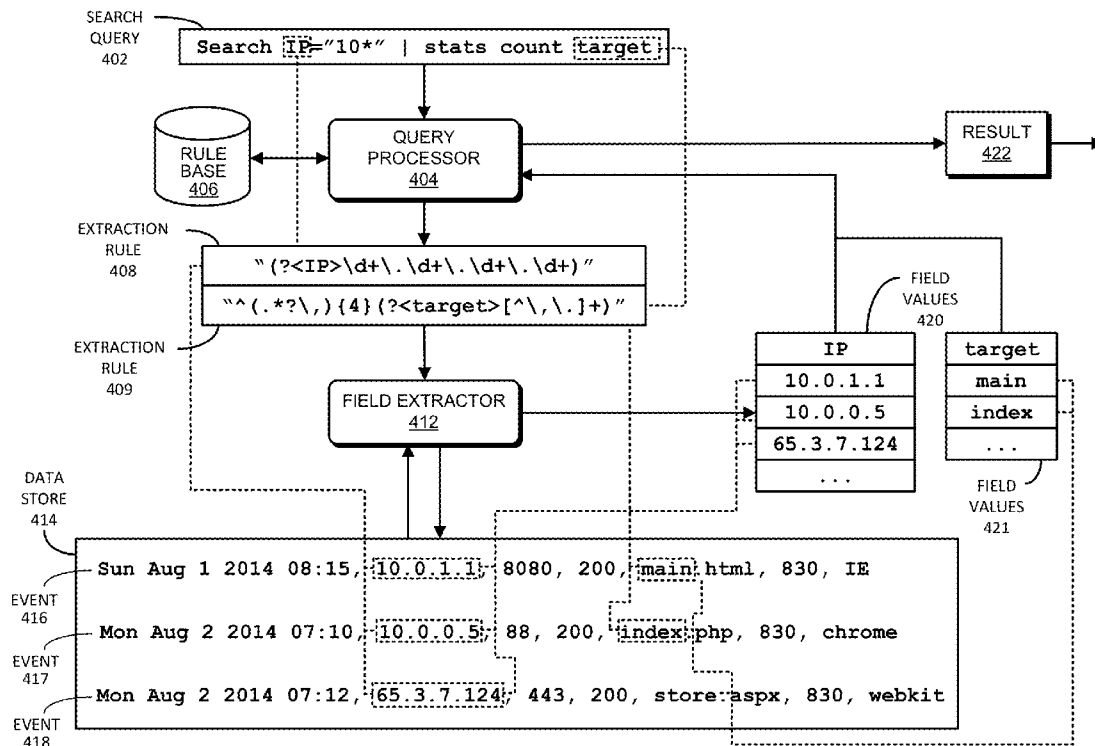 SEARCH
QUERY
402
Search IP="10*" | stats count target
RULE
BASE
406
QUERY
PROCESSOR
404
RESULT
422
EXTRACTION
RULE
408
"(?<IP>\d+\.\d+\.\d+\.\d+)"
"^(.*?\,){4}(?<target>[^\,\.]+)"
EXTRACTION
RULE
409
FIELD EXTRACTOR
412
FIELD
VALUES
420
IP
10.0.1.1
10.0.0.5
65.3.7.124
...
target
main
index
...
FIELD
VALUES
421
DATA
STORE
414
Sun Aug 1 2014 08:15, 10.0.1.1, 8080, 200, main.html, 830, IE
EVENT
416
Mon Aug 2 2014 07:10, 10.0.0.5, 88, 200, index.php, 830, chrome
EVENT
417
Mon Aug 2 2014 07:12, 65.3.7.124, 443, 200, store.aspx, 830, webkit
EVENT
418